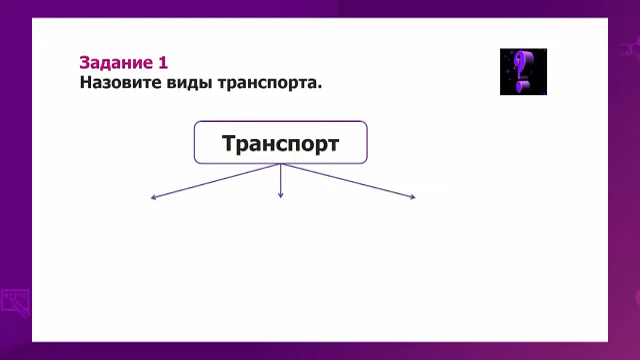 Задание 1
Назовите виды транспорта.
Транспорт